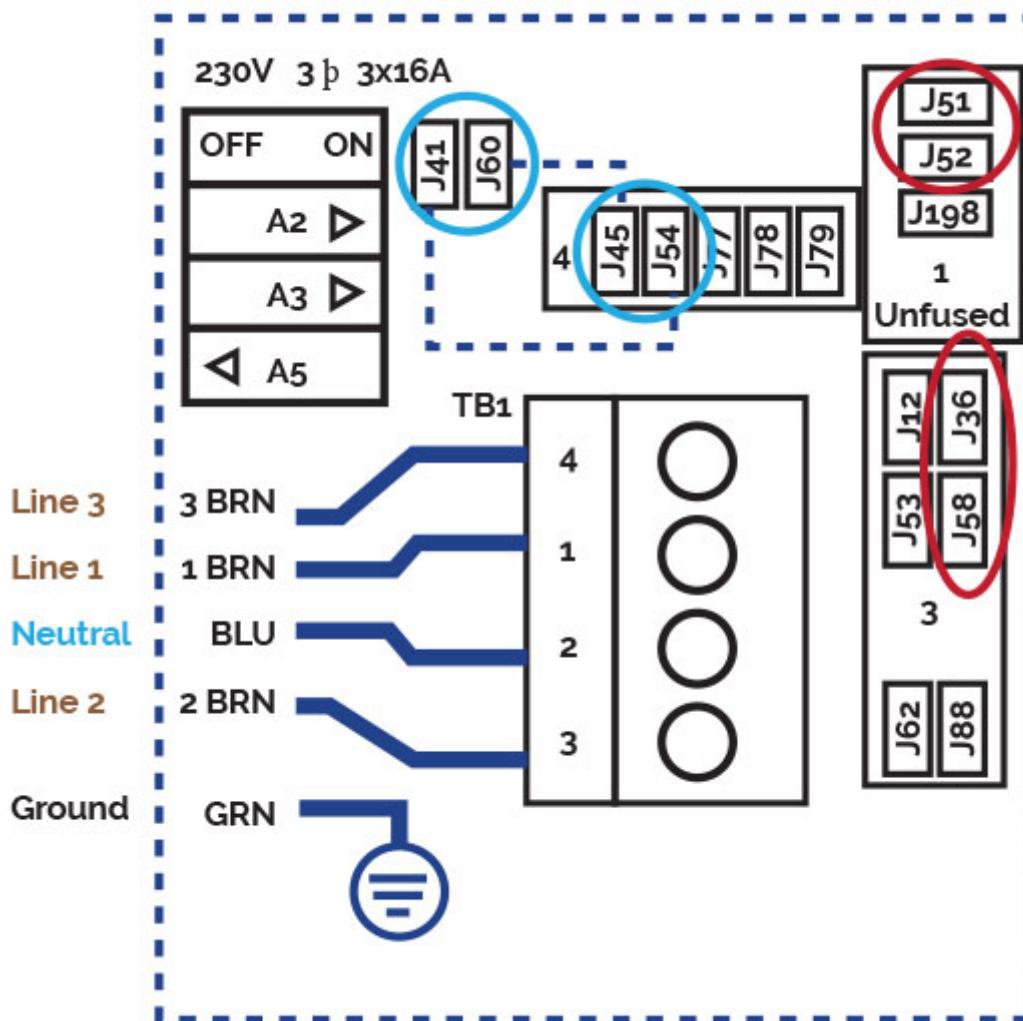 230V 3 þ 3x16A
OFF ON
A2
A3
A5
J41
J60
4
J45
J54
J77
J78
J79
J51
J52
J198
1
Unfused
J12
J36
J53
J58
3
J62
J88
TB1
4
1
2
3
Line 3 3 BRN
Line 1 1 BRN
Neutral BLU
Line 2 2 BRN
Ground GRN